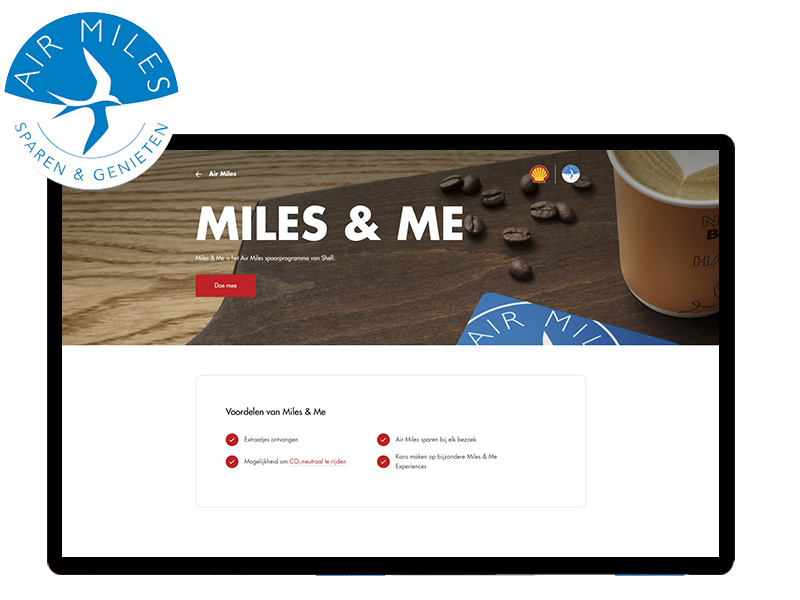 AIR MILES
SPAREN & GENIETEN
Air Miles
MILES & ME
Miles & Me is het Air Miles spaarprogramma van Shell.
Doe mee
AIR MIL
Voordelen van Miles & Me
Extraatjes ontvangen
Air Miles sparen bij elk bezoek
Mogelijkheid om CO₂-neutraal te rijden
Kans maken op bijzondere Miles & Me
Experiences